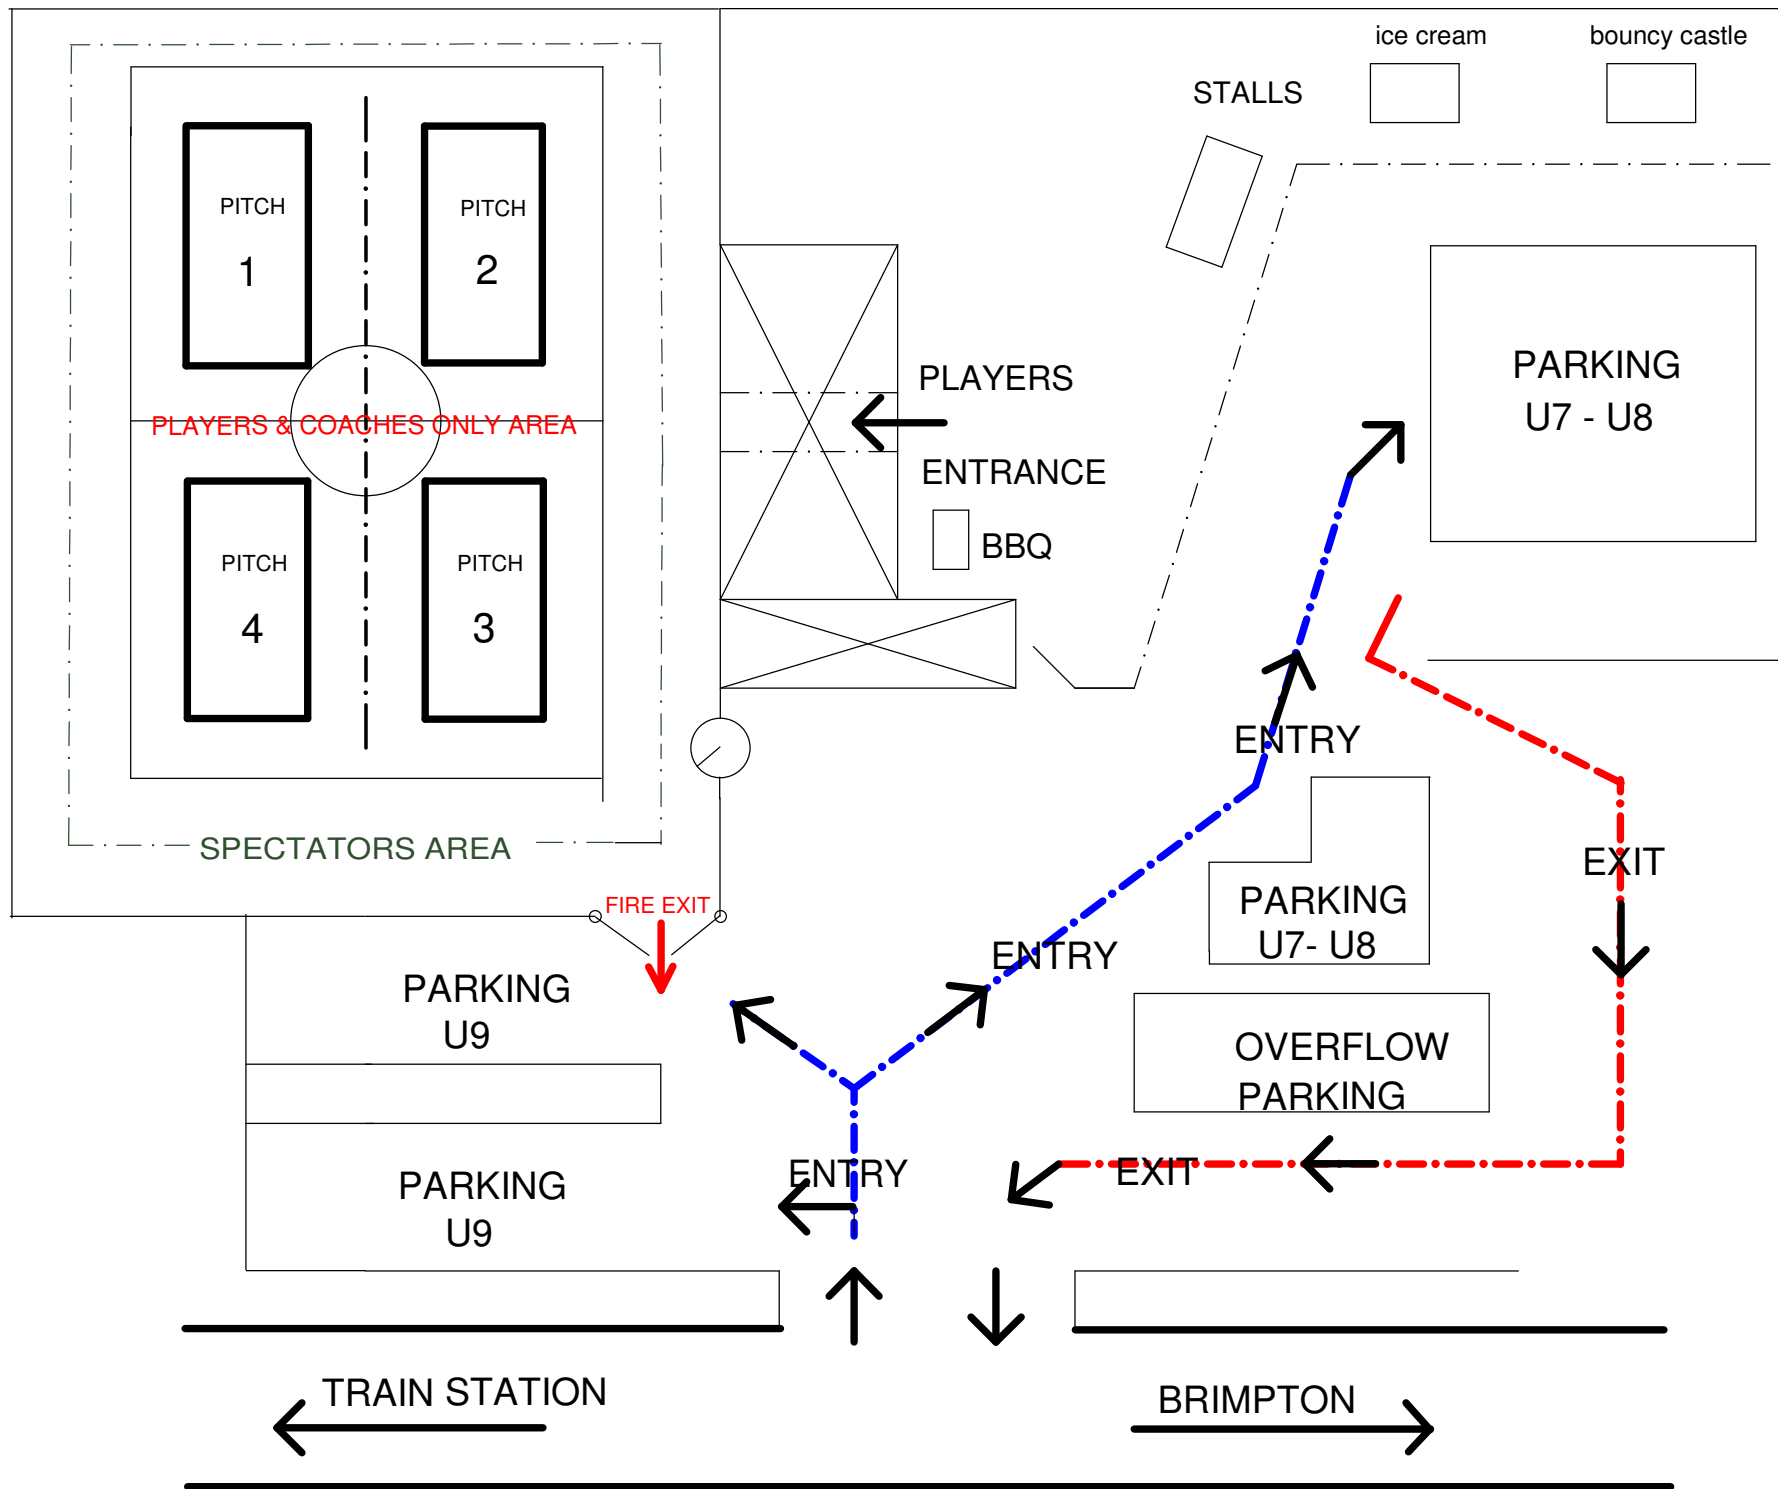 ice cream
bouncy castle
STALLS
PITCH
1
PITCH
2
PLAYERS
PARKING
U7 - U8
PLAYERS & COACHES ONLY AREA
ENTRANCE
BBQ
PITCH
4
PITCH
3
ENTRY
SPECTATORS AREA
EXIT
FIRE EXIT
PARKING
U7- U8
ENTRY
PARKING
U9
OVERFLOW
PARKING
ENTRY
EXIT
PARKING
U9
TRAIN STATION
BRIMPTON